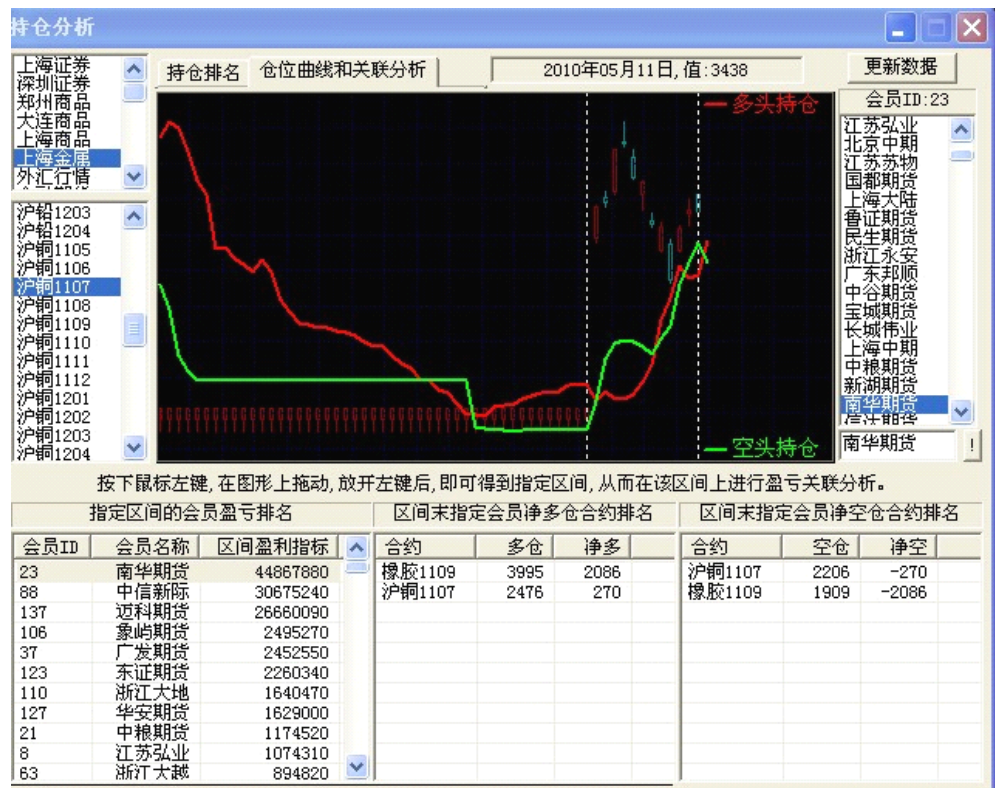 持仓分析
上海证券
深圳证券
郑州商品
大连商品
上海商品
上海金属
外汇行情
持仓排名
仓位曲线和关联分析
2010年05月11日,值:3438
更新数据
会员ID:23
多头持仓
空头持仓
沪铅1203
沪铅1204
沪铜1105
沪铜1106
沪铜1107
沪铜1108
沪铜1109
沪铜1110
沪铜1111
沪铜1112
沪铜1201
沪铜1202
沪铜1203
沪铜1204
江苏弘业
北京中期
江苏苏物
国都期货
上海大陆
鲁证期货
民生期货
浙江永安
广东邦顺
中谷期货
宝城期货
长城伟业
上海中期
中粮期货
新湖期货
南华期货
南华期货 !
按下鼠标左键,在图形上拖动,放开左键后,即可得到指定区间,从而在该区间上进行盈亏关联分析。
指定区间的会员盈亏排名
会员ID 会员名称 区间盈利指标
23 南华期货 44867880
88 中信新际 30675240
137 迈科期货 26660090
106 象屿期货 2495270
37 广发期货 2452550
123 东证期货 2260340
110 浙江大地 1640470
127 华安期货 1629000
21 中粮期货 1174520
8 江苏弘业 1074310
63 浙江大越 894820
区间末指定会员净多仓合约排名
合约 多仓 净多
橡胶1109 3995 2086
沪铜1107 2476 270
区间末指定会员净空仓合约排名
合约 空仓 净空
沪铜1107 2206 -270
橡胶1109 1909 -2086